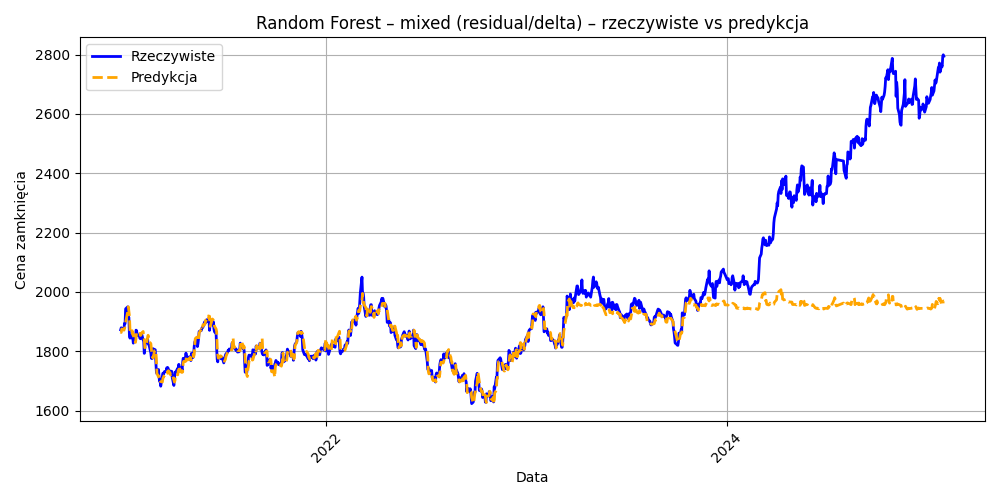 Random Forest – mixed (residual/delta) – rzeczywiste vs predykcja
Rzeczywiste
Predykcja
2800
2600
2400
2200
2000
1800
1600
Cena zamknięcia
2022
2024
Data